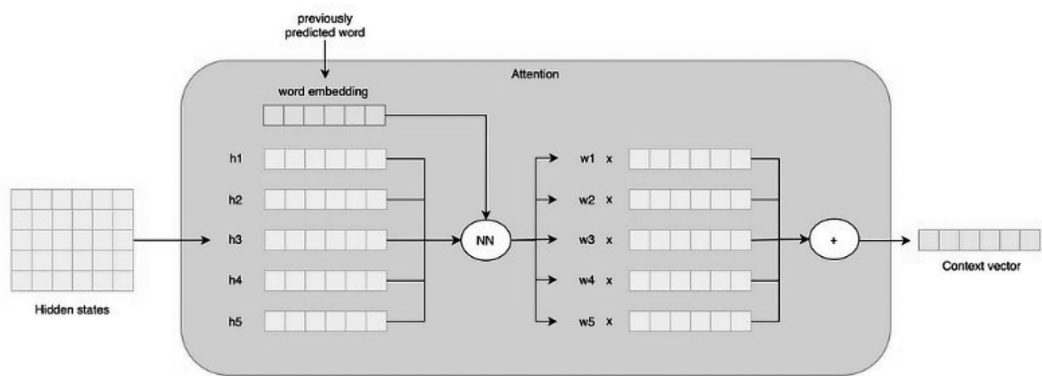 previously
predicted word
Attention
word embedding
h1
h2
h3
h4
h5
NN
w1 x
w2 x
w3 x
w4 x
w5 x
+
Hidden states
Context vector